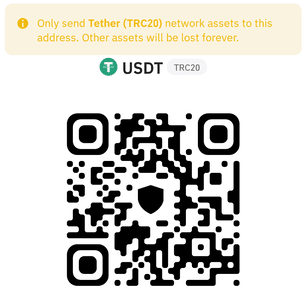 Only send Tether (TRC20) network assets to this
address. Other assets will be lost forever.
USDT TRC20